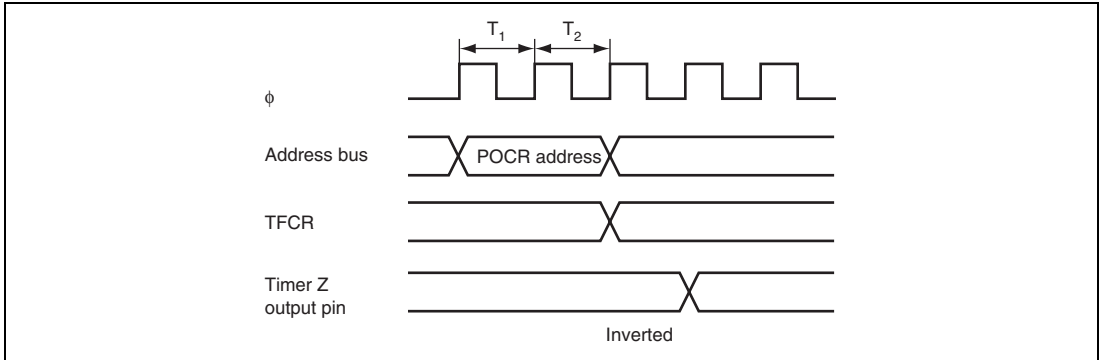 T1 T2
φ
Address bus
POCR address
TFCR
Timer Z
output pin
Inverted